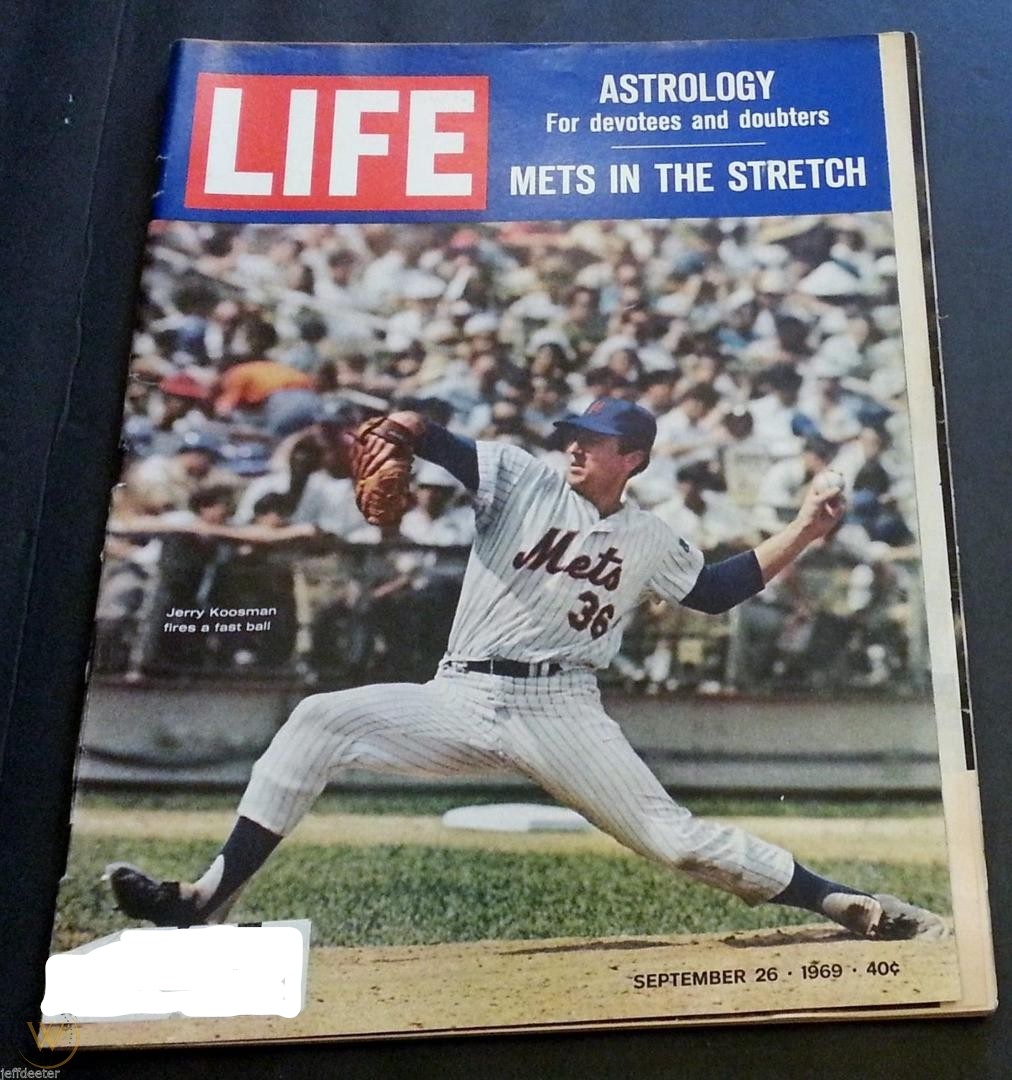 LIFE
ASTROLOGY
For devotees and doubters
METS IN THE STRETCH
Mets
36
Jerry Koosman
fires a fast ball
SEPTEMBER 26 · 1969 · 40¢
W
jeffdeeter